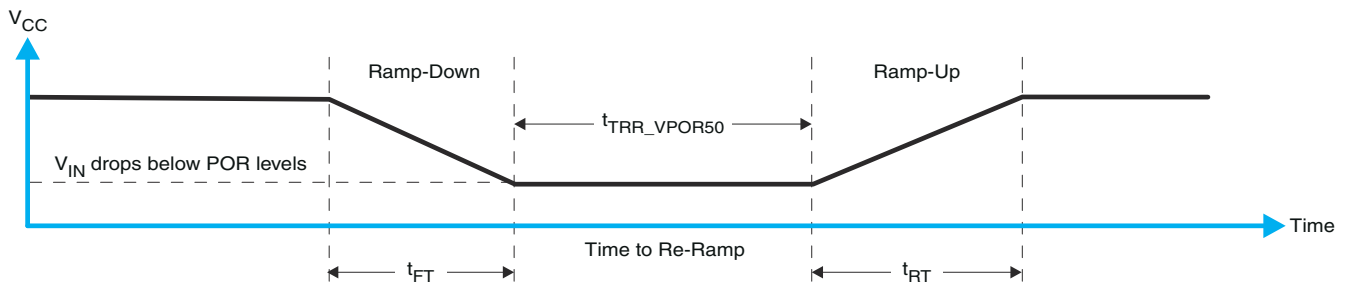 VCC
Ramp-Down
Ramp-Up
tTRR_VPOR50
VIN drops below POR levels
Time
Time to Re-Ramp
tFT
tRT